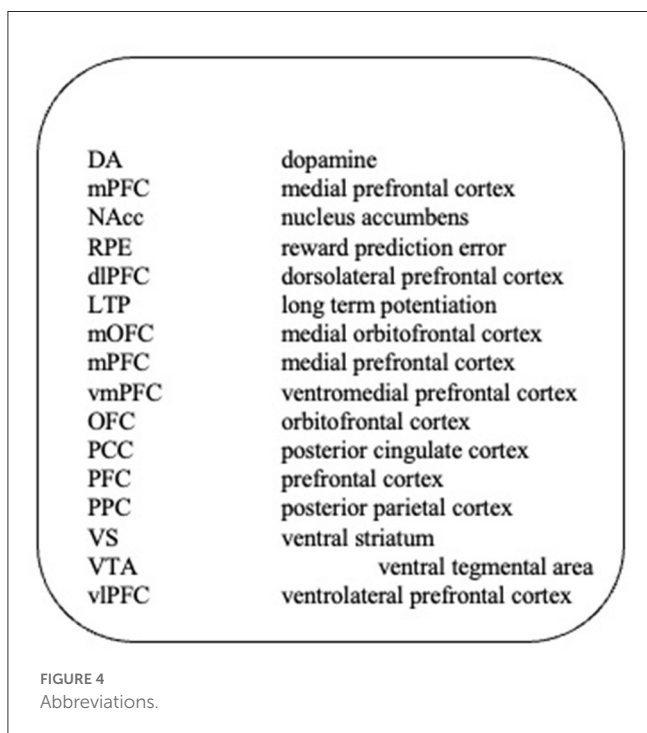 DA dopamine
mPFC medial prefrontal cortex
NAcc nucleus accumbens
RPE reward prediction error
dlPFC dorsolateral prefrontal cortex
LTP long term potentiation
mOFC medial orbitofrontal cortex
mPFC medial prefrontal cortex
vmPFC ventromedial prefrontal cortex
OFC orbitofrontal cortex
PCC posterior cingulate cortex
PFC prefrontal cortex
PPC posterior parietal cortex
VS ventral striatum
VTA ventral tegmental area
vlPFC ventrolateral prefrontal cortex
FIGURE 4
Abbreviations.